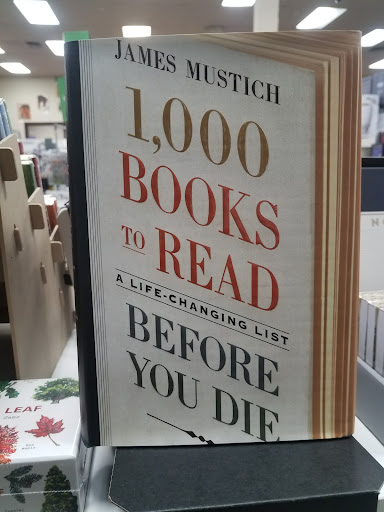 JAMES MUSTICH
1,000
BOOKS
TO READ
A LIFE-CHANGING LIST
BEFORE
YOU DIE
LEAF